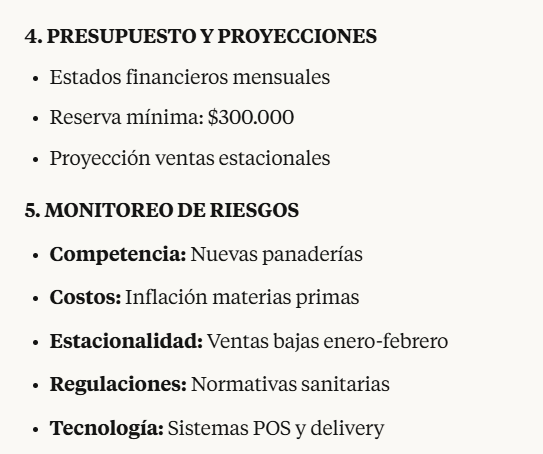 4. PRESUPUESTO Y PROYECCIONES
• Estados financieros mensuales
• Reserva mínima: $300.000
• Proyección ventas estacionales
5. MONITOREO DE RIESGOS
• Competencia: Nuevas panaderías
• Costos: Inflación materias primas
• Estacionalidad: Ventas bajas enero-febrero
• Regulaciones: Normativas sanitarias
• Tecnología: Sistemas POS y delivery